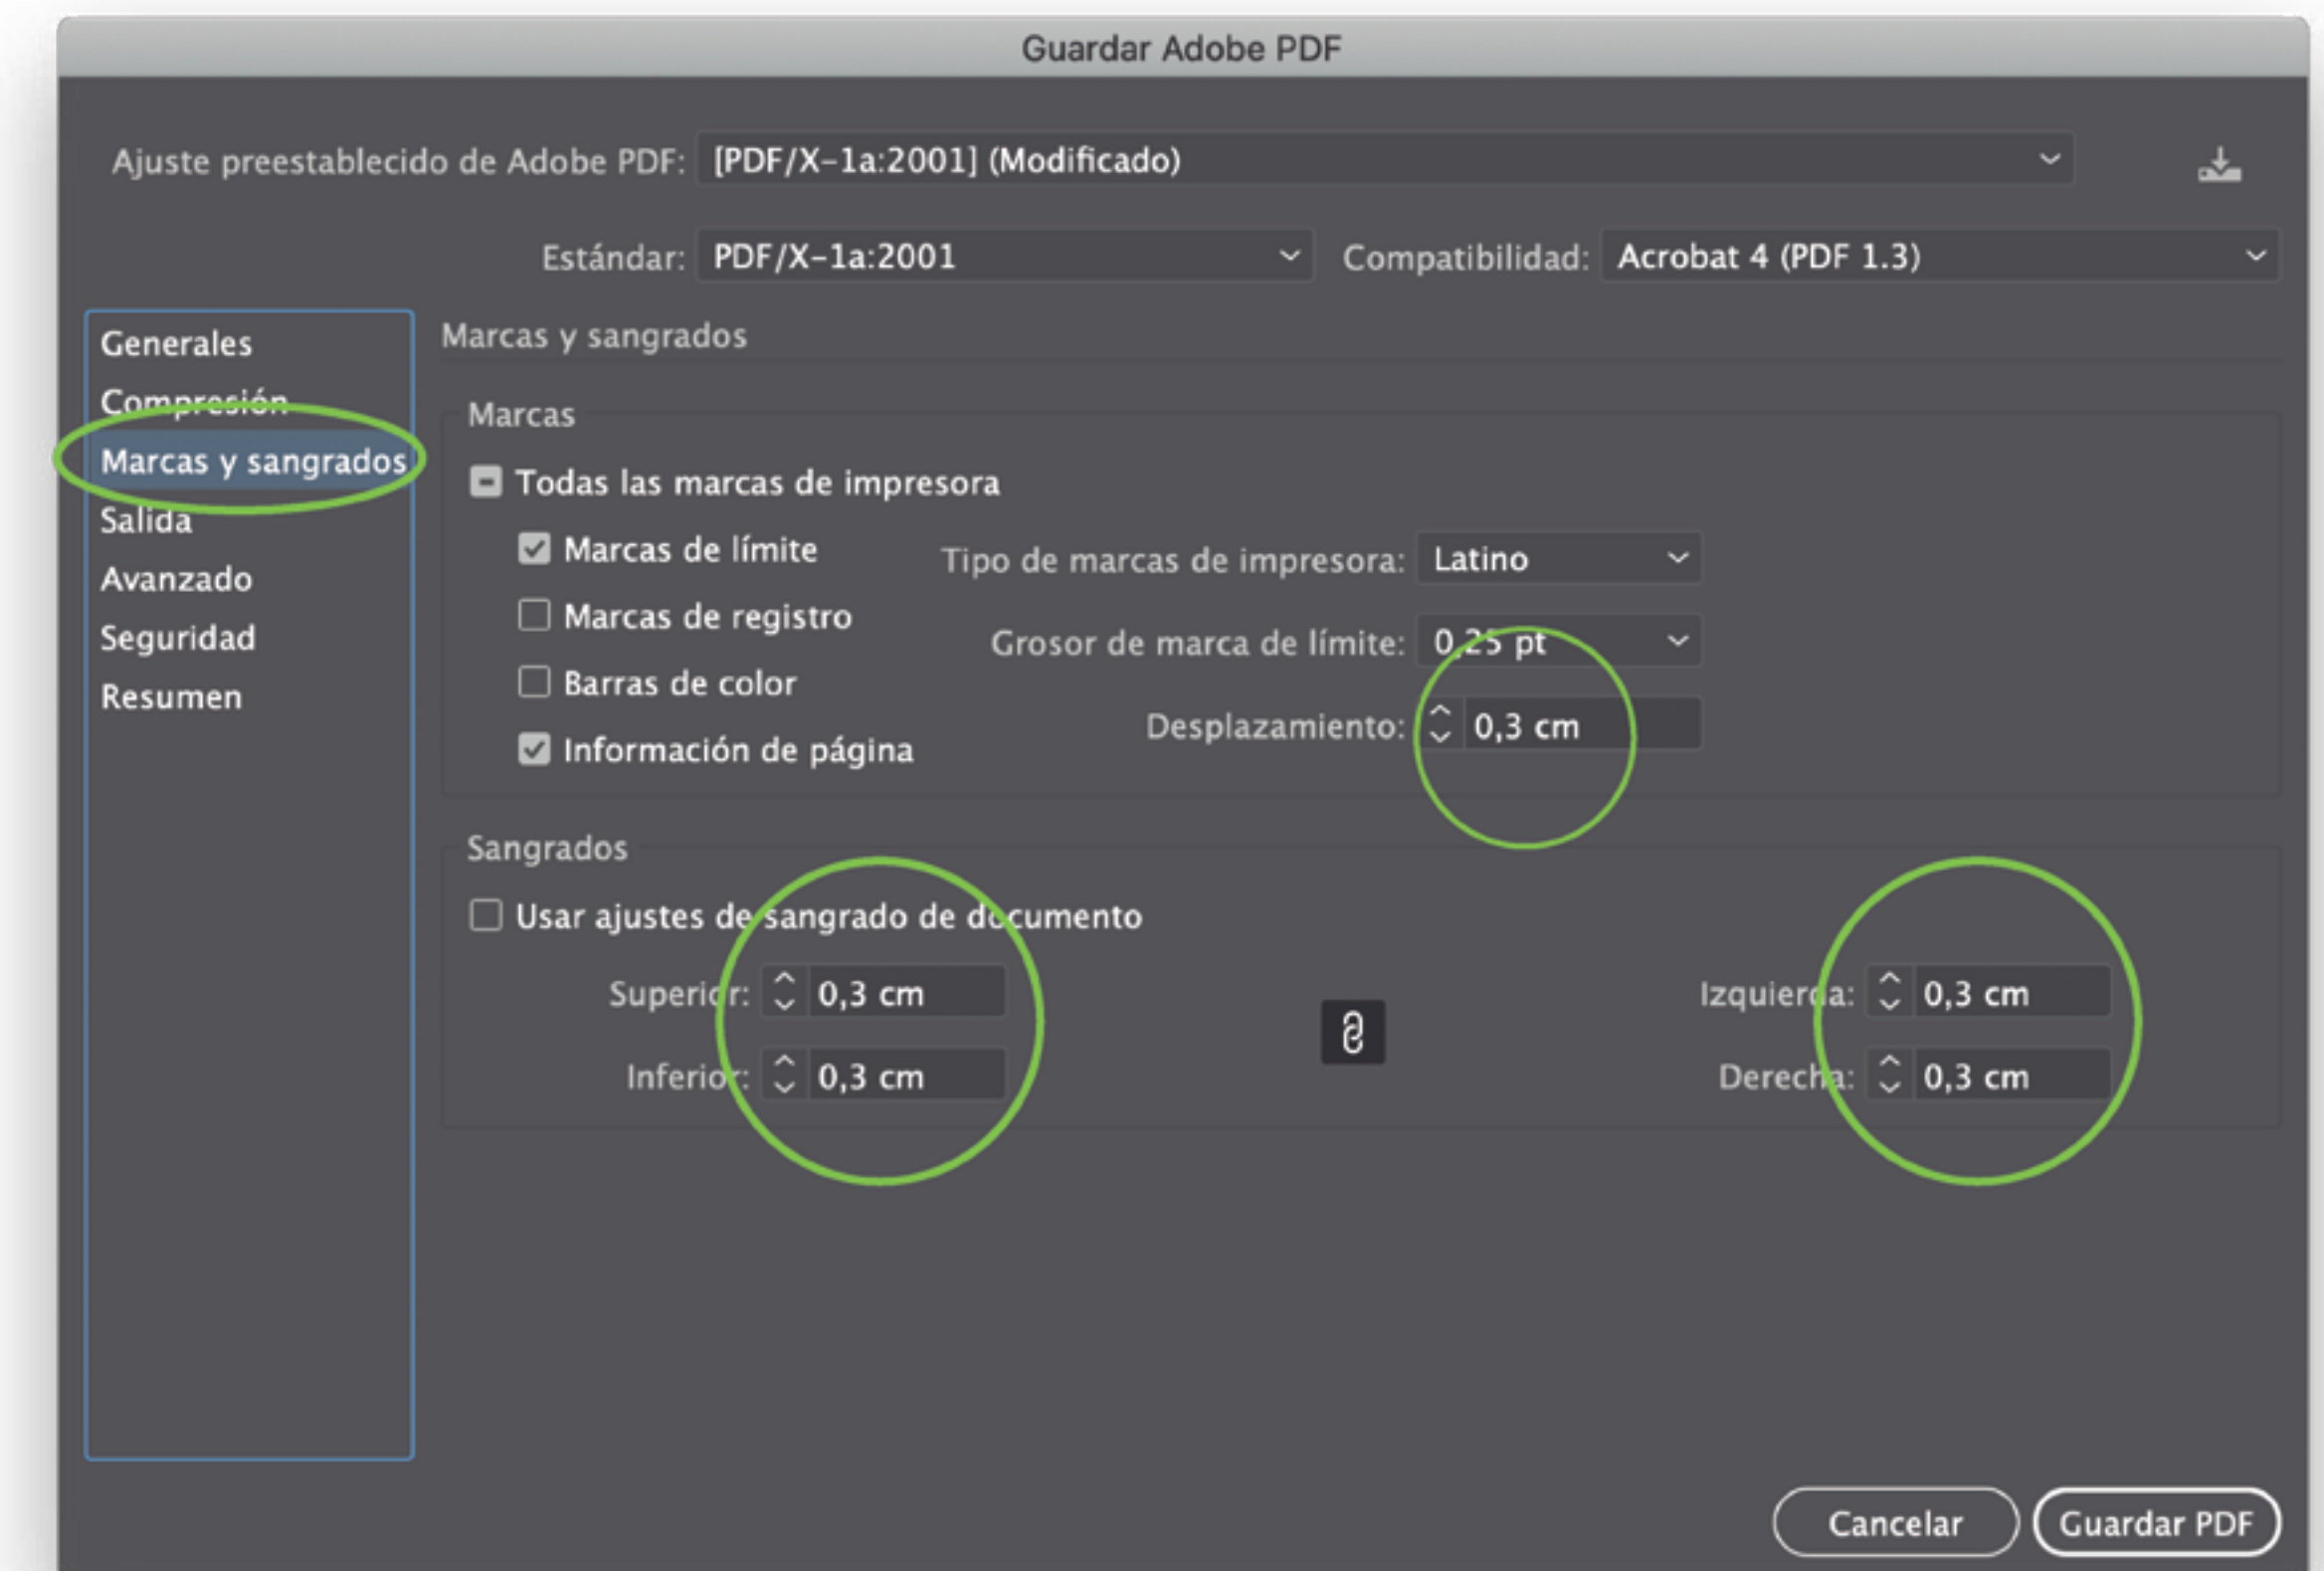 Guardar Adobe PDF
Ajuste preestablecido de Adobe PDF: [PDF/X-1a:2001] (Modificado)
Estándar: PDF/X-1a:2001 Compatibilidad: Acrobat 4 (PDF 1.3)
Generales
Compresión
Marcas y sangrados
Salida
Avanzado
Seguridad
Resumen
Marcas y sangrados
Marcas
Todas las marcas de impresora
Marcas de límite
Marcas de registro
Barras de color
Información de página
Tipo de marcas de impresora: Latino
Grosor de marca de límite: 0,25 pt
Desplazamiento: 0,3 cm
Sangrados
Usar ajustes de sangrado de documento
Superior: 0,3 cm
Inferior: 0,3 cm
Izquierda: 0,3 cm
Derecha: 0,3 cm
Cancelar Guardar PDF